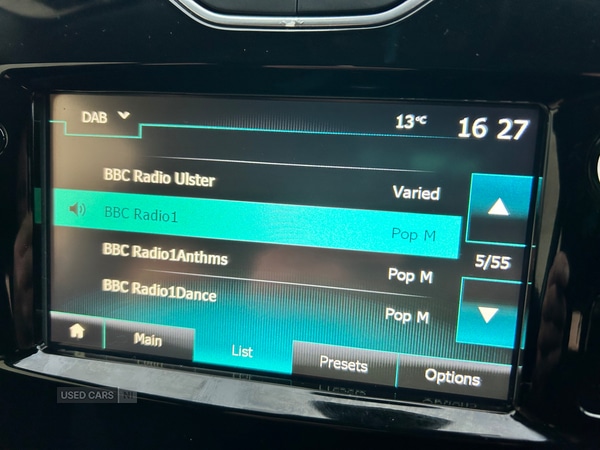 DAB
13°C
16 27
BBC Radio Ulster
Varied
BBC Radio1
Pop M
BBC Radio1Anthms
Pop M
5/55
BBC Radio1Dance
Pop M
Main
List
Presets
Options
USED CARS NI